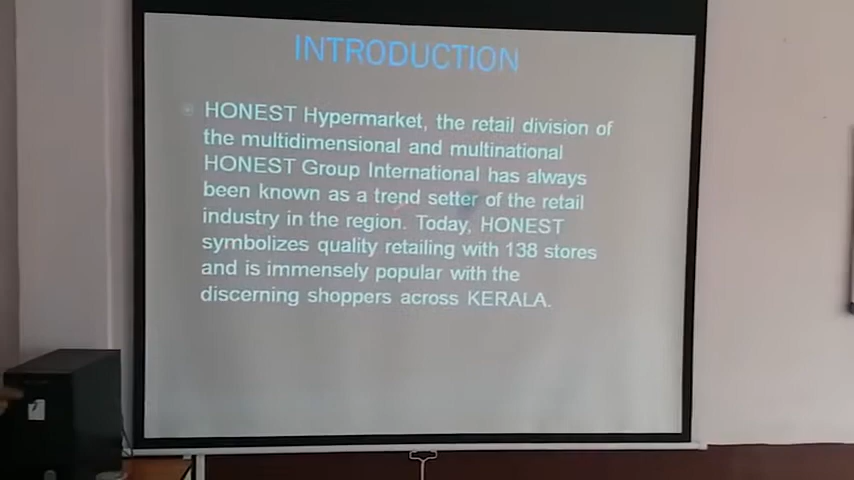 INTRODUCTION
HONEST Hypermarket, the retail division of
the multidimensional and multinational
HONEST Group International has always
been known as a trend setter of the retail
industry in the region. Today, HONEST
symbolizes quality retailing with 138 stores
and is immensely popular with the
discerning shoppers across KERALA.